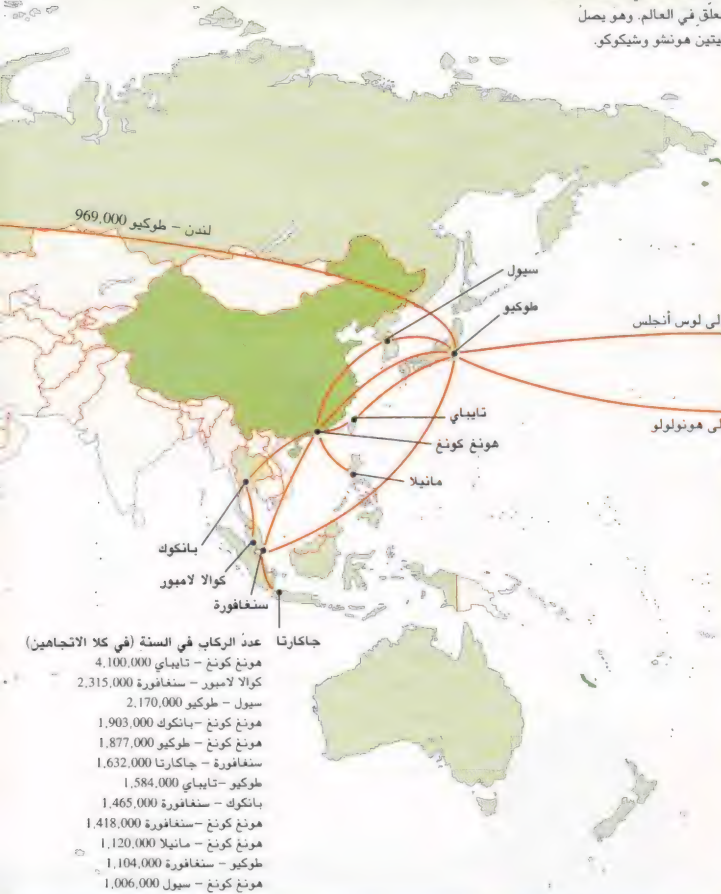 علّق في العالم. وهو يصل
يتين هونشو وشيكوكو.
لندن – طوكيو 969,000
سيول
طوكيو
لى لوس أنجلس
لى هونولولو
تايباي
هونغ كونغ
مانيلا
بانكوك
كوالا لامبور
سنغافورة
جاكارتا
عدد الركاب في السنة (في كلا الاتجاهين)
هونغ كونغ – تايباي 4,100,000
كوالا لامبور – سنغافورة 2,315,000
سيول – طوكيو 2,170,000
هونغ كونغ –بانكوك 1,903,000
هونغ كونغ – طوكيو 1,877,000
سنغافورة – جاكارتا 1,632,000
طوكيو –تايباي 1,584,000
بانكوك – سنغافورة 1,465,000
هونغ كونغ –سنغافورة 1,418,000
هونغ كونغ – مانيلا 1,120,000
طوكيو – سنغافورة 1,104,000
هونغ كونغ – سيول 1,006,000